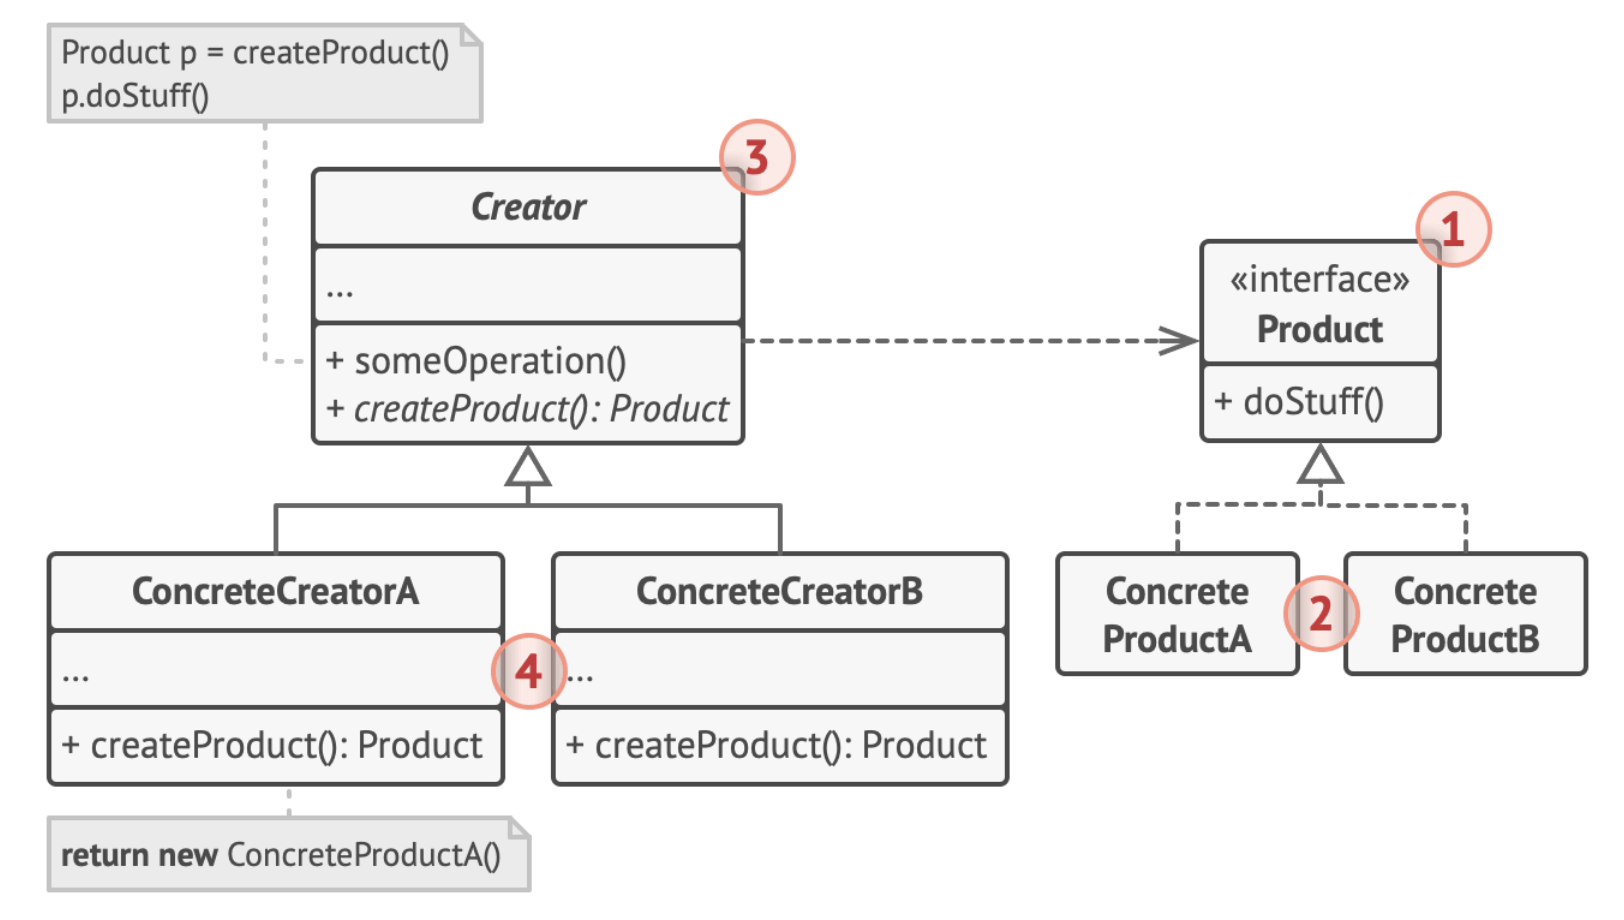 Product p = createProduct()
p.doStuff()
3
Creator
...
+ someOperation()
+ createProduct(): Product
1
«interface»
Product
+ doStuff()
ConcreteCreatorA
...
+ createProduct(): Product
4
ConcreteCreatorB
...
+ createProduct(): Product
Concrete
ProductA
2
Concrete
ProductB
return new ConcreteProductA()